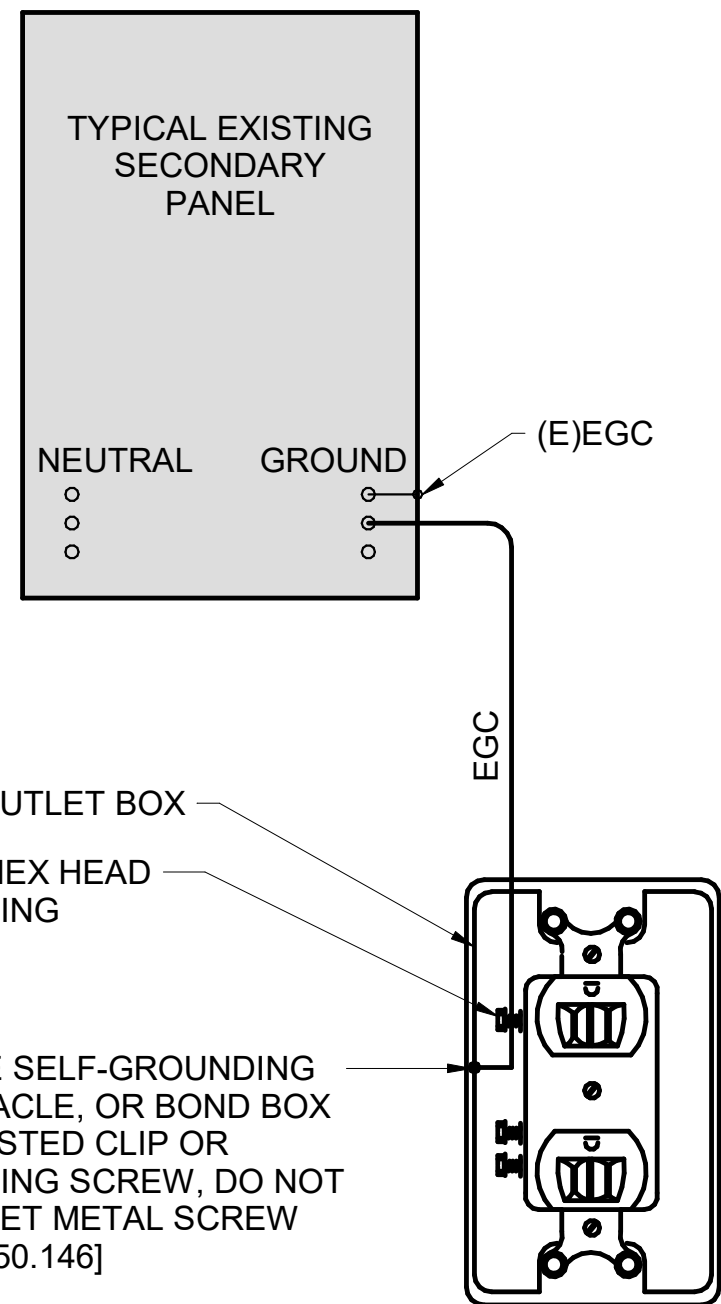 TYPICAL EXISTING
SECONDARY
PANEL
NEUTRAL GROUND
(E)EGC
EGC
UTLET BOX
HEX HEAD
ING
E SELF-GROUNDING
ACLE, OR BOND BOX
STED CLIP OR
ING SCREW, DO NOT
ET METAL SCREW
50.146]